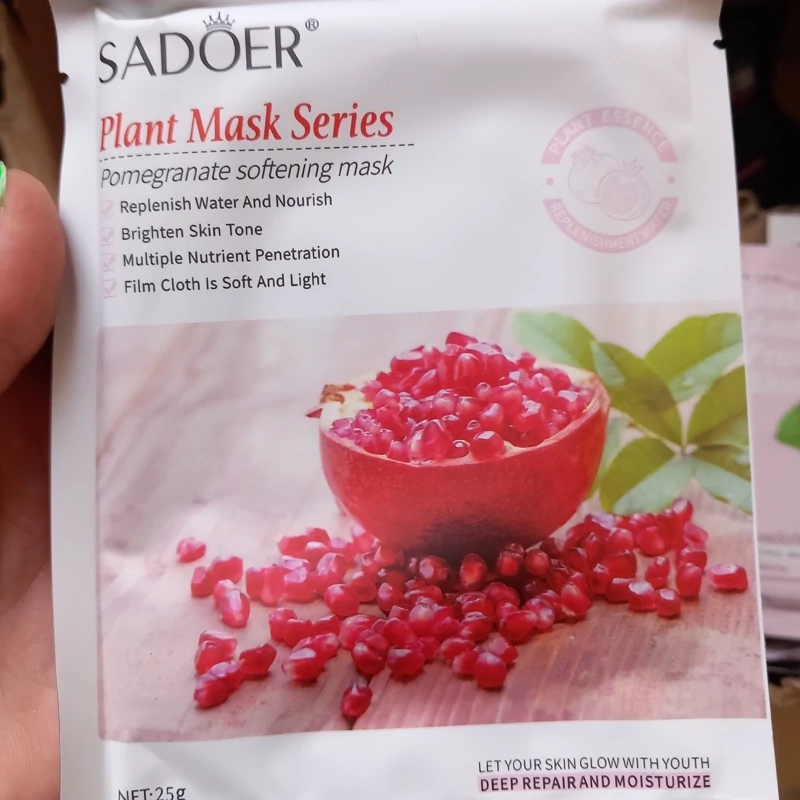 SADOER®
Plant Mask Series
Pomegranate softening mask
Replenish Water And Nourish
Brighten Skin Tone
Multiple Nutrient Penetration
Film Cloth Is Soft And Light
PLANT ESSENCE
REPLENISHMENT WATER
NET:25g
LET YOUR SKIN GLOW WITH YOUTH
DEEP REPAIR AND MOISTURIZE